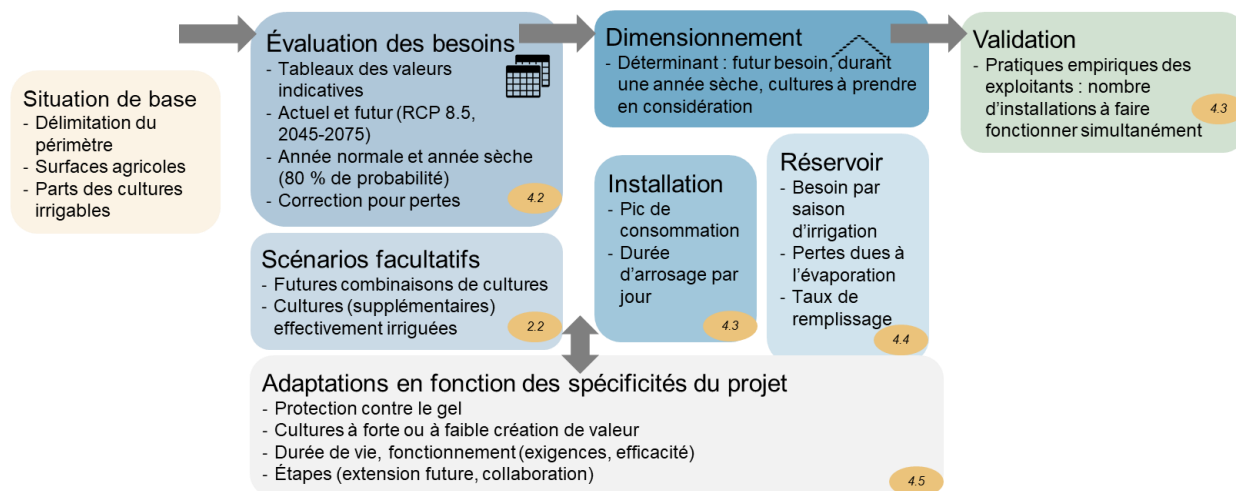 Situation de base
- Délimitation du
périmètre
- Surfaces agricoles
- Parts des cultures
irrigables
Évaluation des besoins
- Tableaux des valeurs
indicatives
- Actuel et futur (RCP 8.5,
2045-2075)
- Année normale et année sèche
(80 % de probabilité)
- Correction pour pertes
4.2
Scénarios facultatifs
- Futures combinaisons de cultures
- Cultures (supplémentaires)
effectivement irriguées
2.2
Dimensionnement
- Déterminant : futur besoin, durant
une année sèche, cultures à prendre
en considération
Installation
- Pic de
consommation
- Durée
d'arrosage par
jour
4.3
Réservoir
- Besoin par
saison
d'irrigation
- Pertes dues à
l'évaporation
- Taux de
remplissage
4.4
Validation
- Pratiques empiriques des
exploitants : nombre
d'installations à faire
fonctionner simultanément
4.3
Adaptations en fonction des spécificités du projet
- Protection contre le gel
- Cultures à forte ou à faible création de valeur
- Durée de vie, fonctionnement (exigences, efficacité)
- Étapes (extension future, collaboration)
4.5